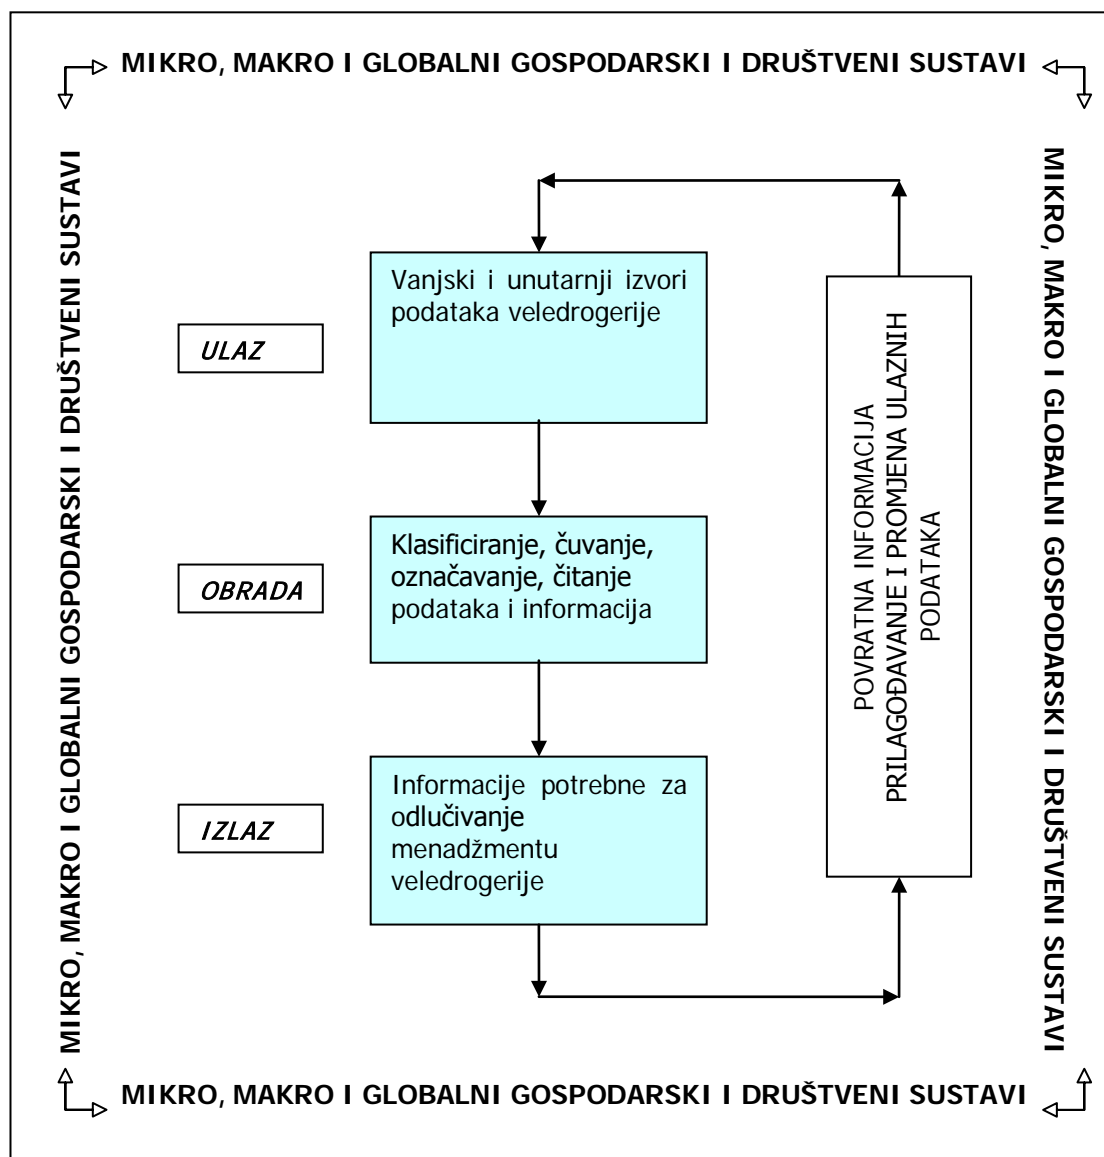 MIKRO, MAKRO I GLOBALNI GOSPODARSKI I DRUŠTVENI SUSTAVI
MIKRO, MAKRO I GLOBALNI GOSPODARSKI I DRUŠTVENI SUSTAVI
ULAZ
Vanjski i unutarnji izvori
podataka veledrogerije
OBRADA
Klasificiranje, čuvanje,
označavanje, čitanje
podataka i informacija
IZLAZ
Informacije potrebne za
odlučivanje
menadžmentu
veledrogerije
POVRATNA INFORMACIJA
PRILAGOĐAVANJE I PROMJENA ULAZNIH
PODATAKA
MIKRO, MAKRO I GLOBALNI GOSPODARSKI I DRUŠTVENI SUSTAVI
MIKRO, MAKRO I GLOBALNI GOSPODARSKI I DRUŠTVENI SUSTAVI